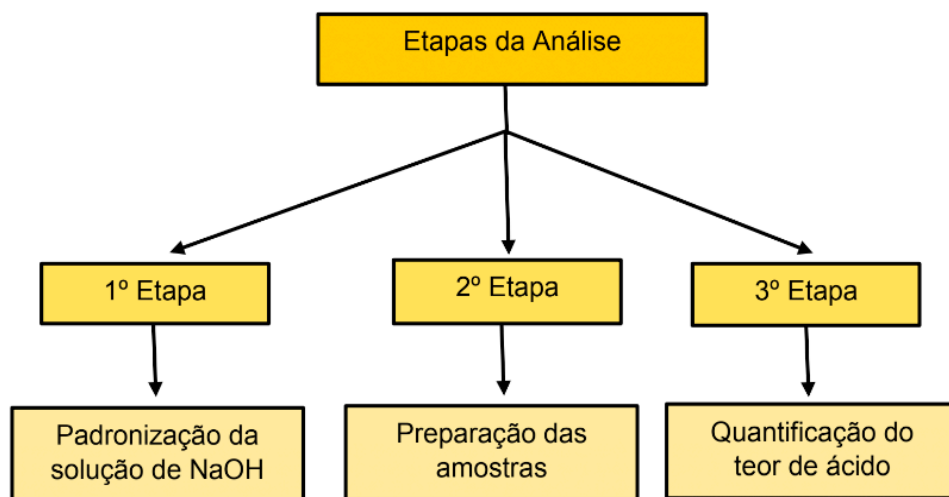 Etapas da Análise
1º Etapa
2º Etapa
3º Etapa
Padronização da
solução de NaOH
Preparação das
amostras
Quantificação do
teor de ácido